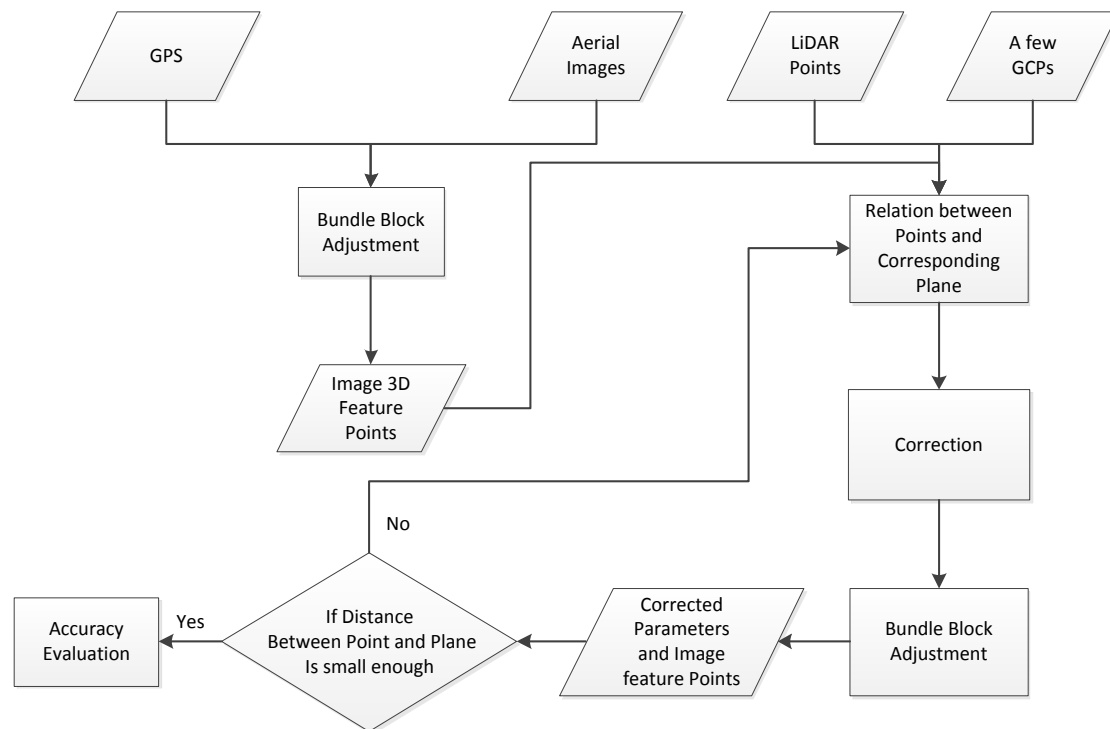 GPS
Aerial
Images
LiDAR
Points
A few
GCPs
Bundle Block
Adjustment
Relation between
Points and
Corresponding
Plane
Image 3D
Feature
Points
Correction
No
Yes
Accuracy
Evaluation
If Distance
Between Point and Plane
Is small enough
Corrected
Parameters
and Image
feature Points
Bundle Block
Adjustment